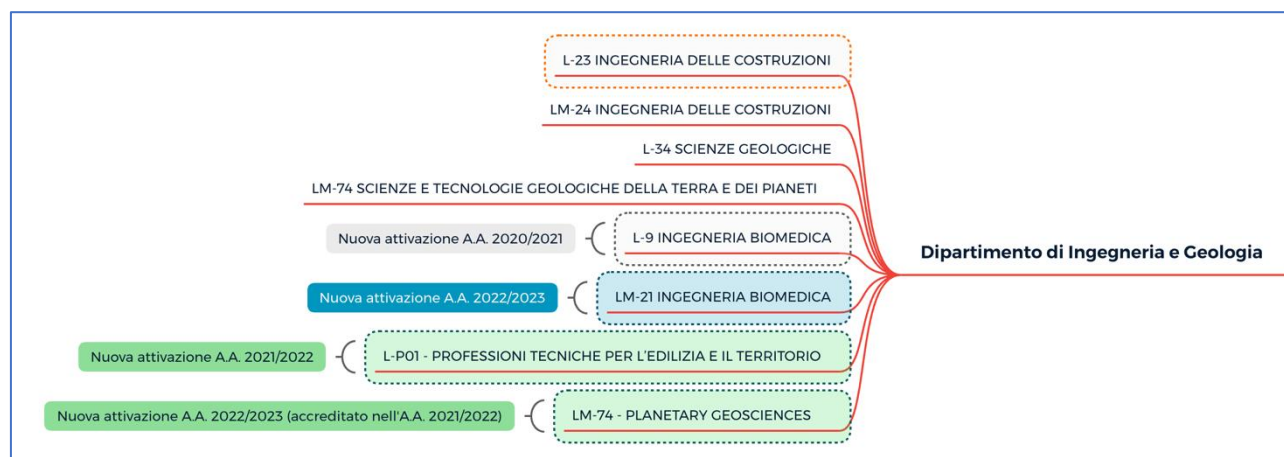 L-23 INGEGNERIA DELLE COSTRUZIONI
LM-24 INGEGNERIA DELLE COSTRUZIONI
L-34 SCIENZE GEOLOGICHE
LM-74 SCIENZE E TECNOLOGIE GEOLOGICHE DELLA TERRA E DEI PIANETI
Nuova attivazione A.A. 2020/2021
L-9 INGEGNERIA BIOMEDICA
Dipartimento di Ingegneria e Geologia
Nuova attivazione A.A. 2022/2023
LM-21 INGEGNERIA BIOMEDICA
Nuova attivazione A.A. 2021/2022
L-P01 - PROFESSIONI TECNICHE PER L'EDILIZIA E IL TERRITORIO
Nuova attivazione A.A. 2022/2023 (accreditato nell'A.A. 2021/2022)
LM-74 - PLANETARY GEOSCIENCES